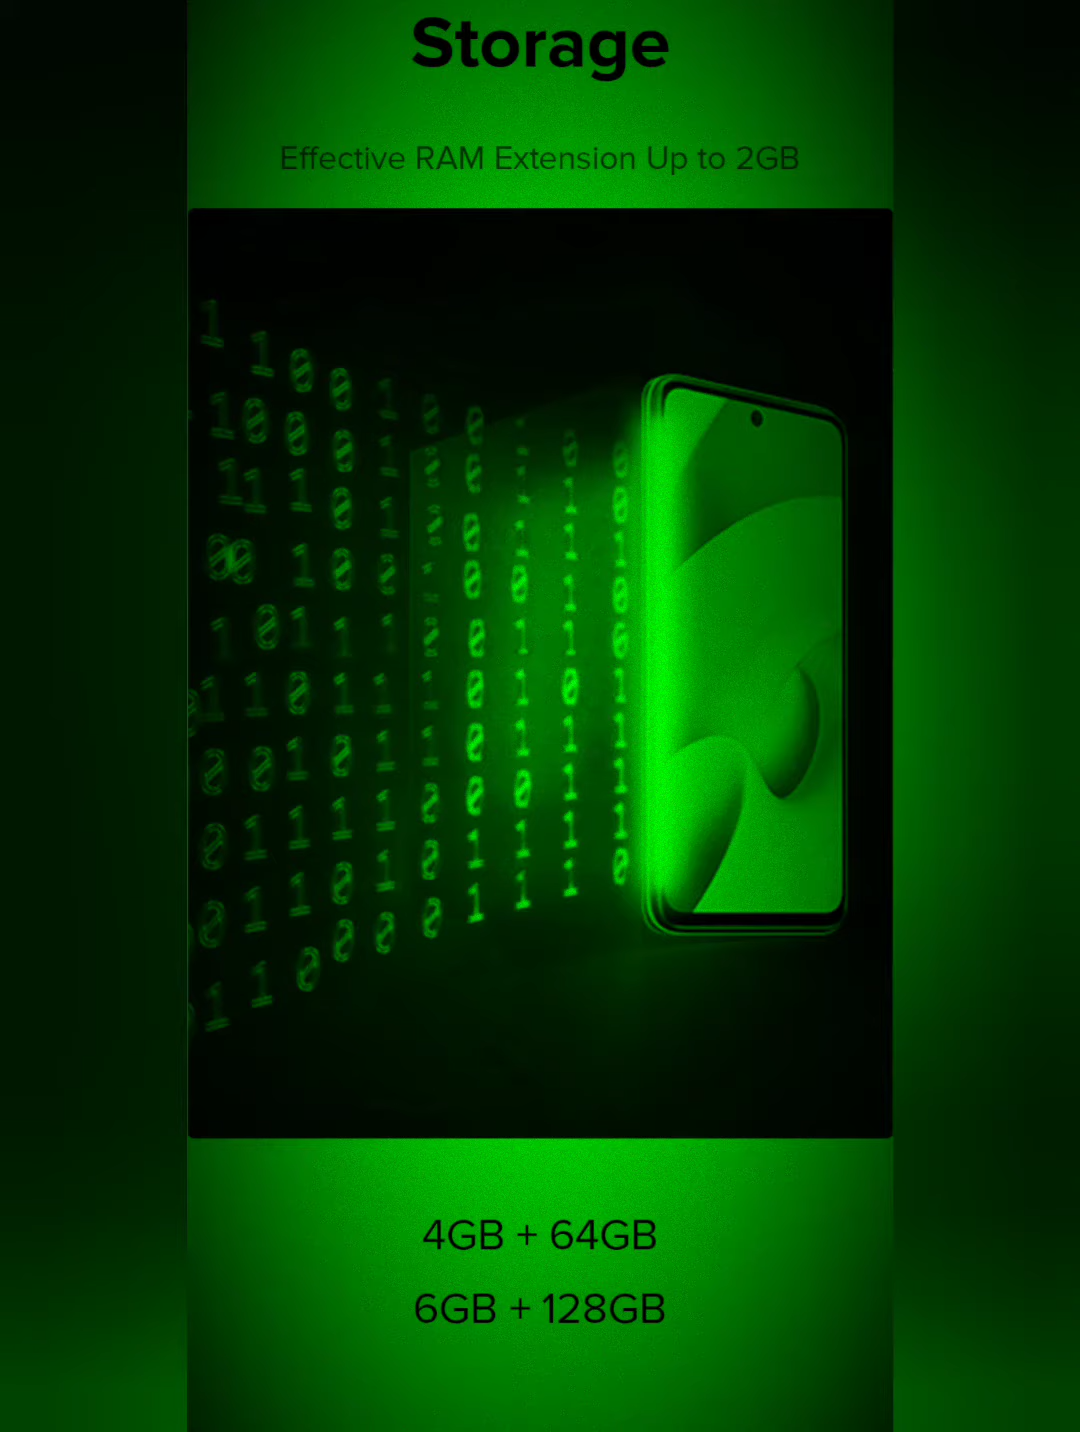 Storage
Effective RAM Extension Up to 2GB
4GB + 64GB
6GB + 128GB